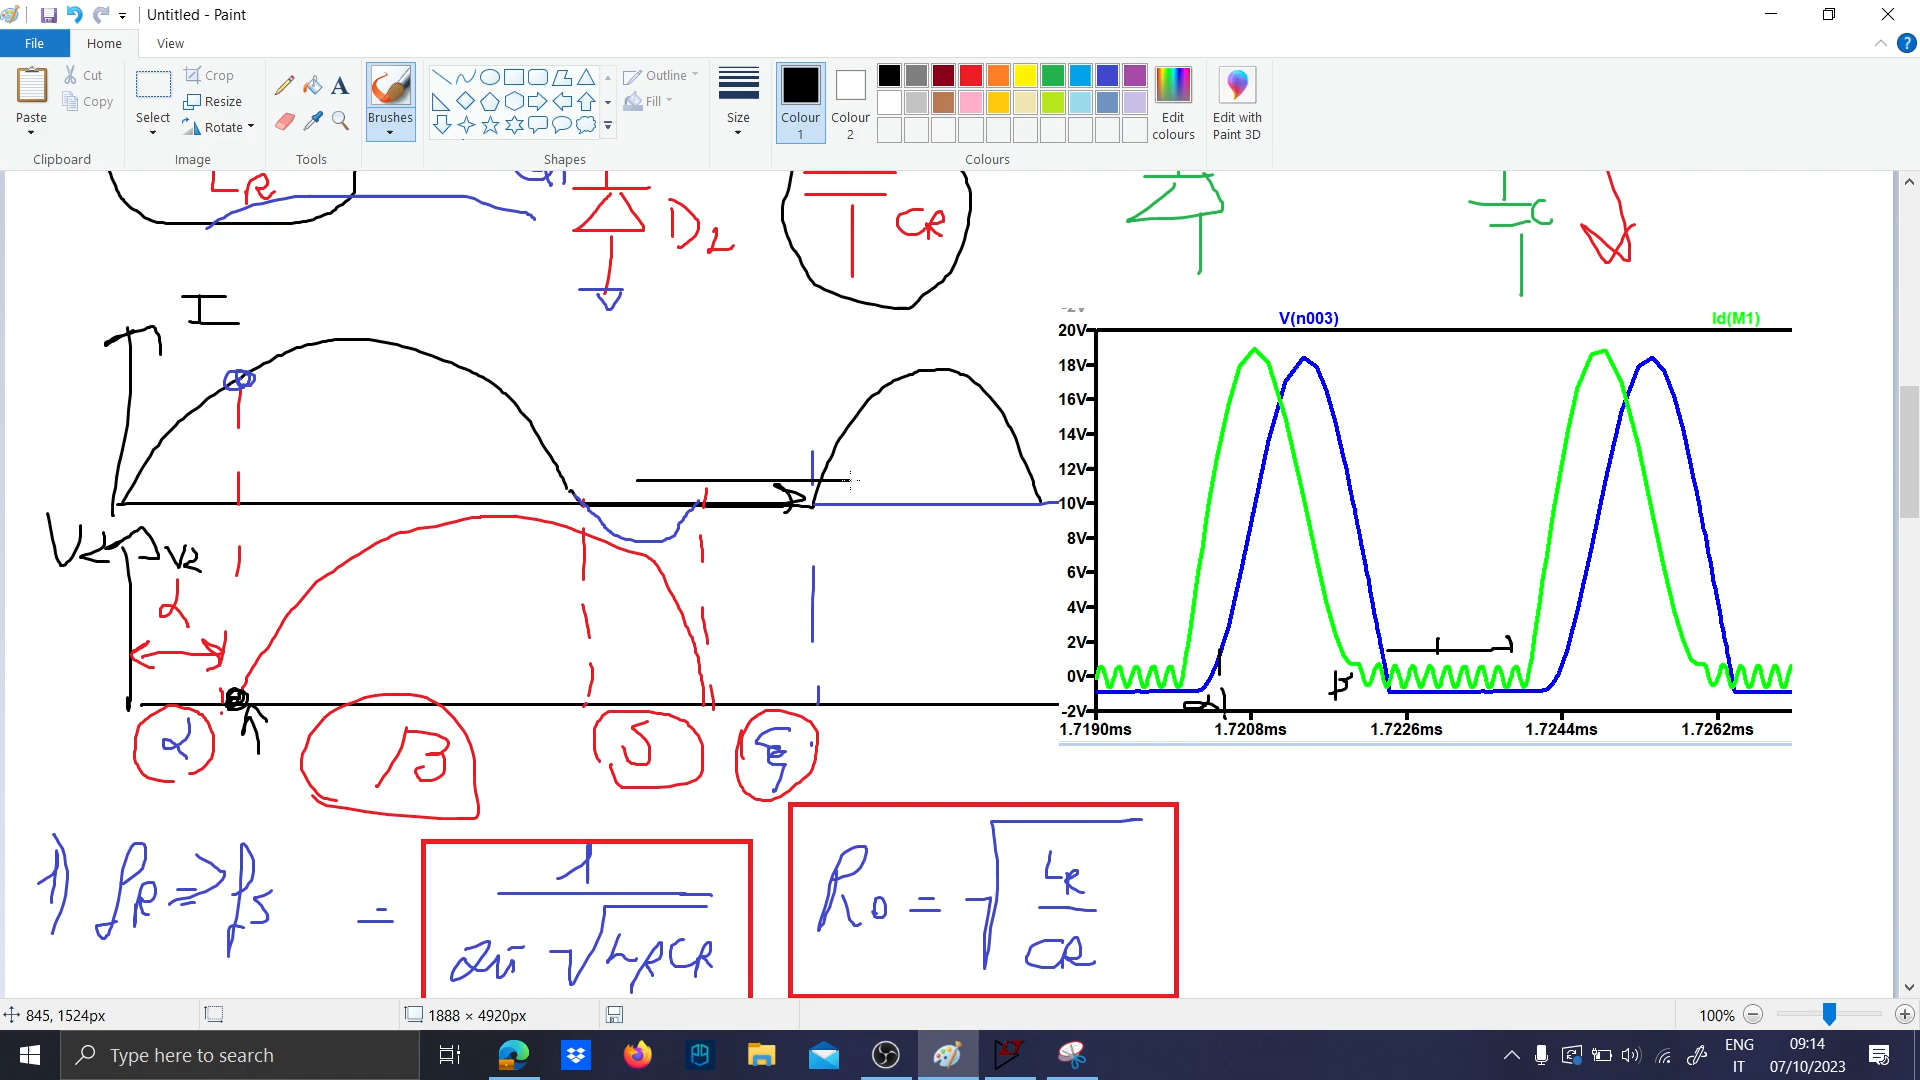 Untitled - Paint
File
Home
View
Paste
Cut
Copy
Clipboard
Select
Crop
Resize
Rotate
Image
Tools
Brushes
Shapes
Outline
Fill
Size
Colour
1
Colour
2
Colours
Edit
colours
Edit with
Paint 3D
LR
D2
CR
C
I
V
V2
α
α
β
δ
ξ
V(n003)
Id(M1)
20V
18V
16V
14V
12V
10V
8V
6V
4V
2V
0V
-2V
1.7190ms
1.7208ms
1.7226ms
1.7244ms
1.7262ms
1) fR => fs = 1 / 2π √LRCR
R0 = √ LR / CR
845, 1524px
1888 × 4920px
100%
Type here to search
ENG
IT
09:14
07/10/2023